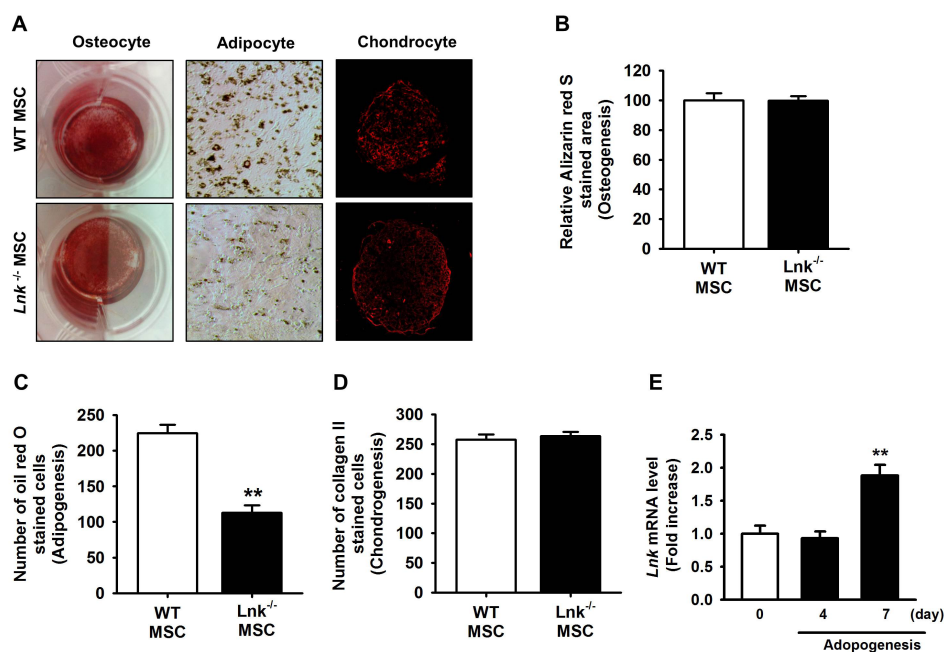 A
Osteocyte
Adipocyte
Chondrocyte
WT MSC
Lnk -/- MSC
B
Relative Alizarin red S
stained area
(Osteogenesis)
120
100
80
60
40
20
0
WT
MSC
Lnk-/-
MSC
C
Number of oil red O
stained cells
(Adipogenesis)
250
200
150
100
50
0
**
WT
MSC
Lnk-/-
MSC
D
Number of collagen II
stained cells
(Chondrogenesis)
300
250
200
150
100
50
0
WT
MSC
Lnk-/-
MSC
E
Lnk mRNA level
(Fold increase)
2.5
2.0
1.5
1.0
0.5
0.0
**
0
4
7
(day)
Adopogenesis